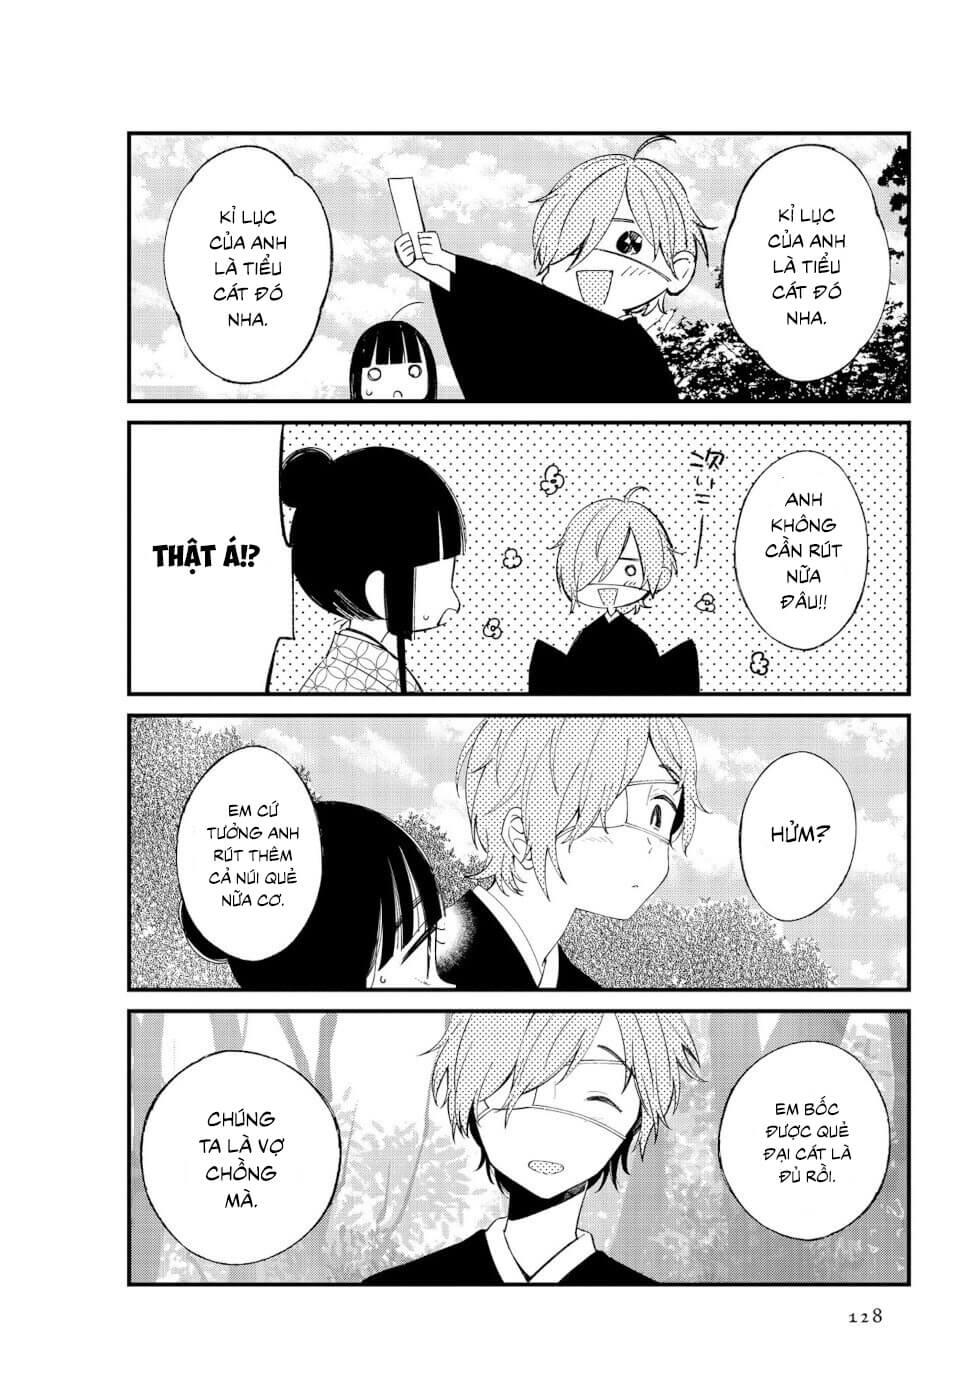 KỈ LỤC
CỦA ANH
LÀ TIỂU
CÁT ĐÓ
NHA.
KỈ LỤC
CỦA ANH
LÀ TIỂU
CÁT ĐÓ
NHA.
ANH
KHÔNG
CẦN RÚT
NỮA
ĐÂU!!
次
THẬT Á!?
HỬM?
EM CỨ
TƯỞNG ANH
RÚT THÊM
CẢ NÚI QUẺ
NỮA CƠ.
EM BỐC
ĐƯỢC QUẺ
ĐẠI CÁT LÀ
ĐỦ RỒI.
CHÚNG
TA LÀ VỢ
CHỒNG
MÀ.
128